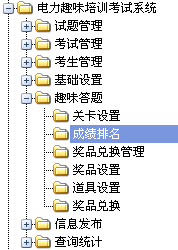 电力趣味培训考试系统
试题管理
考试管理
考生管理
基础设置
趣味答题
关卡设置
成绩排名
奖品兑换管理
奖品设置
道具设置
奖品兑换
信息发布
查询统计